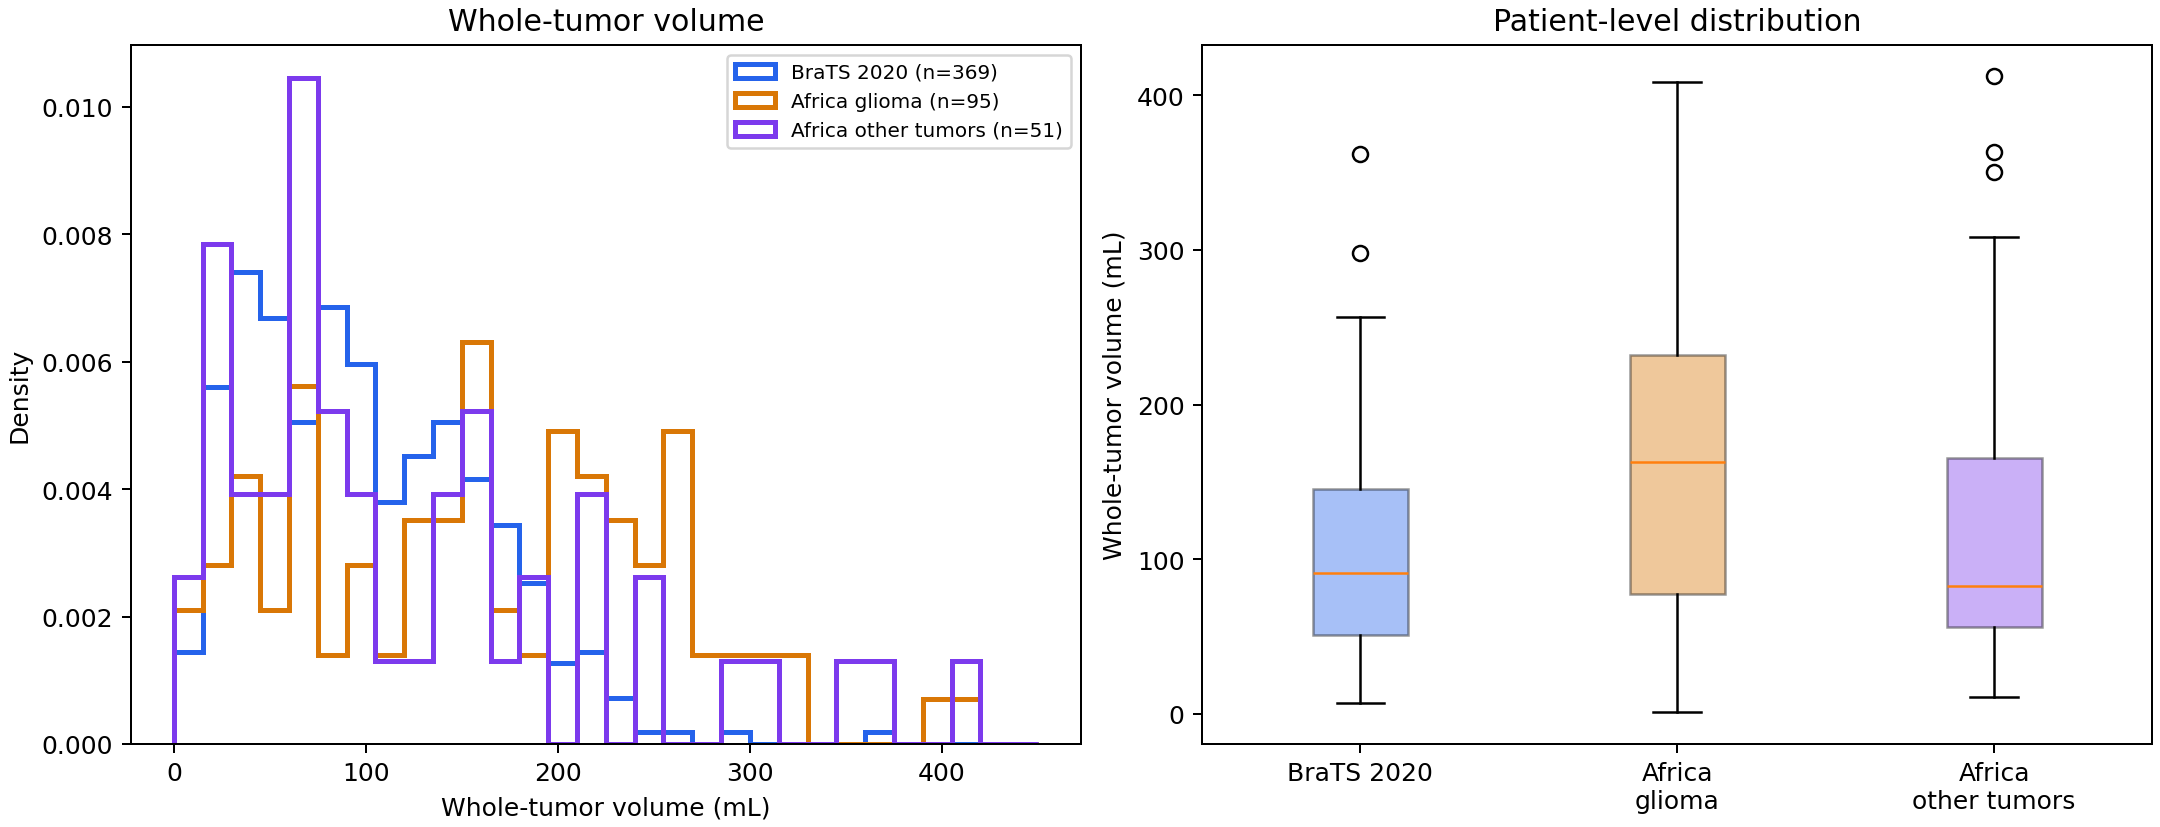 Whole-tumor volume
BraTS 2020 (n=369)
Africa glioma (n=95)
Africa other tumors (n=51)
Density
0.010
0.008
0.006
0.004
0.002
0.000
0 100 200 300 400
Whole-tumor volume (mL)
Patient-level distribution
Whole-tumor volume (mL)
400
300
200
100
0
BraTS 2020
Africa
glioma
Africa
other tumors